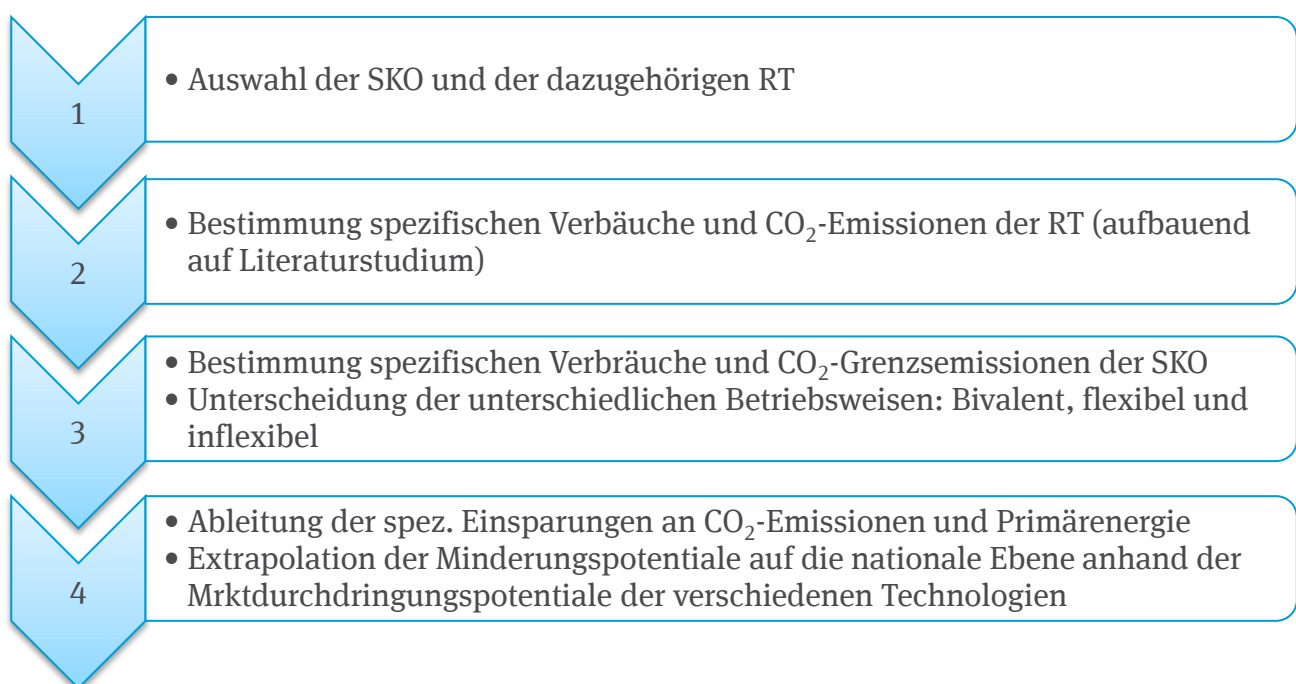 1
• Auswahl der SKO und der dazugehörigen RT
2
• Bestimmung spezifischen Verbäuche und CO₂-Emissionen der RT (aufbauend
auf Literaturstudium)
3
• Bestimmung spezifischen Verbräuche und CO₂-Grenzsemissionen der SKO
• Unterscheidung der unterschiedlichen Betriebsweisen: Bivalent, flexibel und
inflexibel
4
• Ableitung der spez. Einsparungen an CO₂-Emissionen und Primärenergie
• Extrapolation der Minderungspotentiale auf die nationale Ebene anhand der
Mrktdurchdringungspotentiale der verschiedenen Technologien